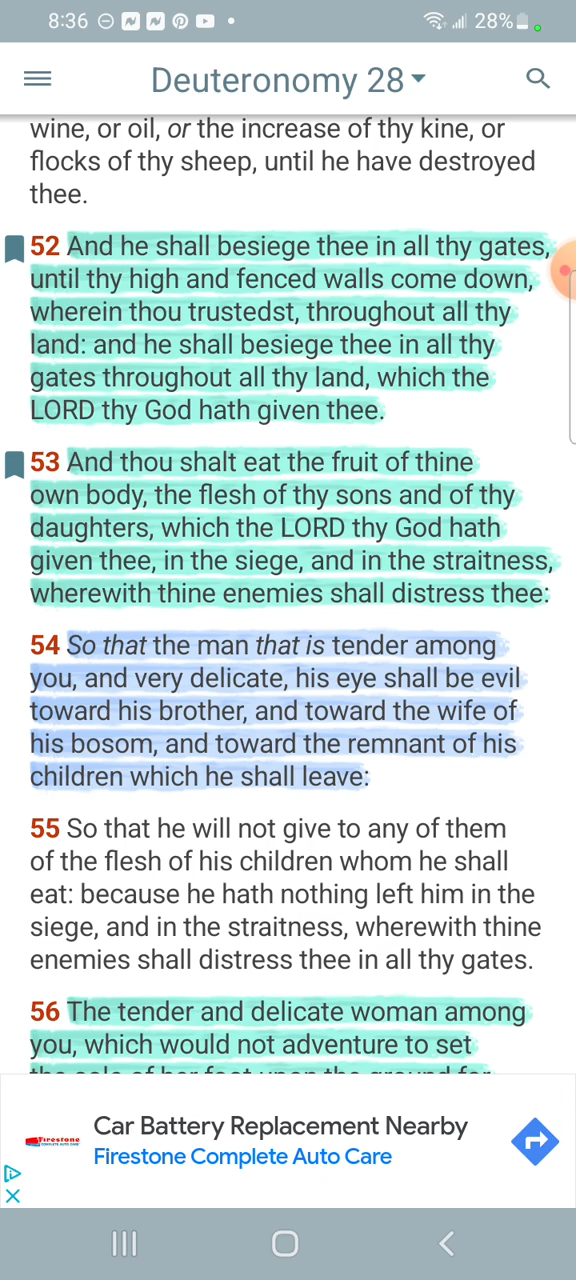 8:36
28%
Deuteronomy 28
wine, or oil, or the increase of thy kine, or
flocks of thy sheep, until he have destroyed
thee.
52 And he shall besiege thee in all thy gates,
until thy high and fenced walls come down,
wherein thou trustedst, throughout all thy
land: and he shall besiege thee in all thy
gates throughout all thy land, which the
LORD thy God hath given thee.
53 And thou shalt eat the fruit of thine
own body, the flesh of thy sons and of thy
daughters, which the LORD thy God hath
given thee, in the siege, and in the straitness,
wherewith thine enemies shall distress thee:
54 So that the man that is tender among
you, and very delicate, his eye shall be evil
toward his brother, and toward the wife of
his bosom, and toward the remnant of his
children which he shall leave:
55 So that he will not give to any of them
of the flesh of his children whom he shall
eat: because he hath nothing left him in the
siege, and in the straitness, wherewith thine
enemies shall distress thee in all thy gates.
56 The tender and delicate woman among
you, which would not adventure to set
the sole of her foot upon the ground for
Car Battery Replacement Nearby
Firestone
Firestone Complete Auto Care